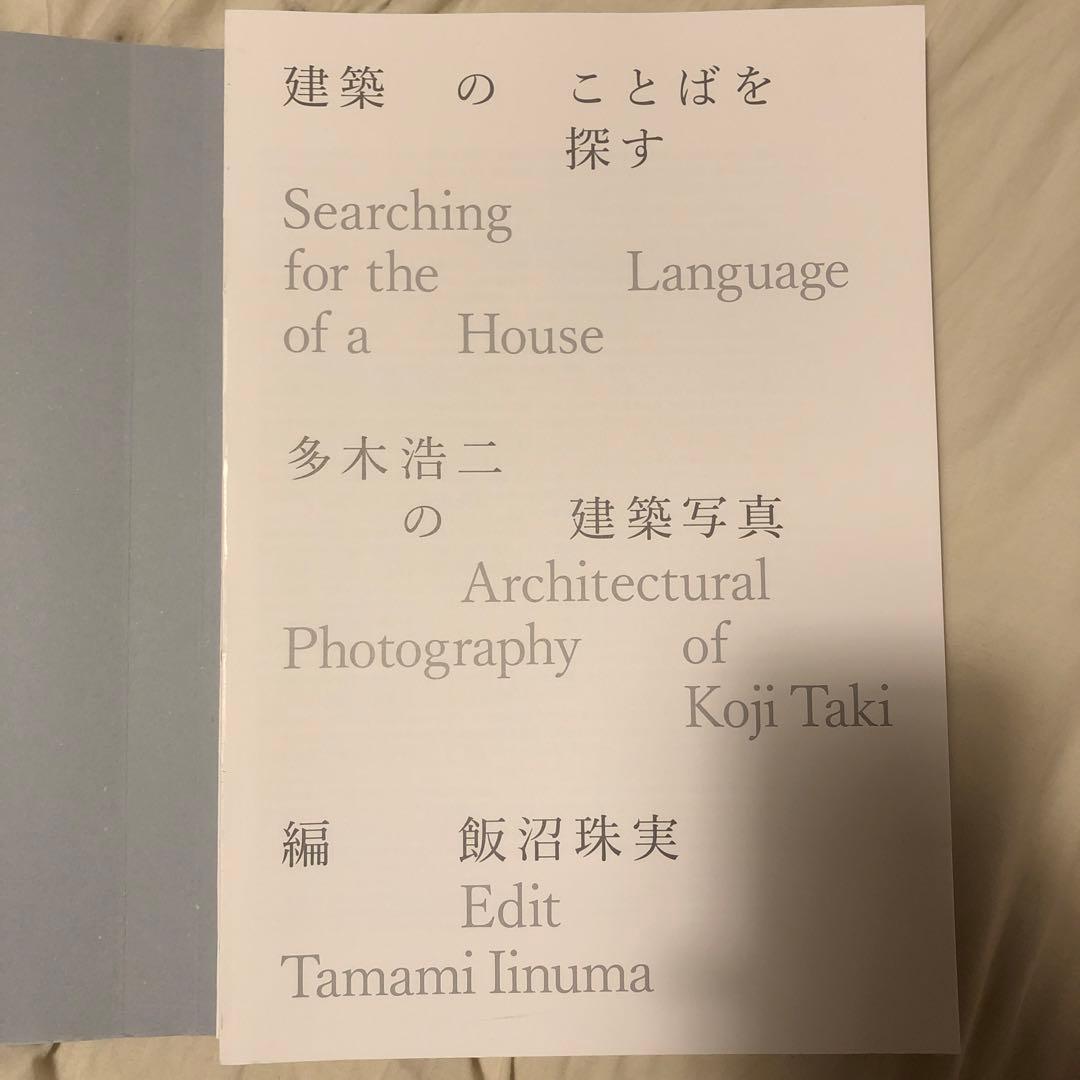 建築 の ことばを
探す
Searching
for the Language
of a House
多木浩二
の 建築写真
Architectural
Photography of
Koji Taki
編 飯沼珠実
Edit
Tamami Iinuma